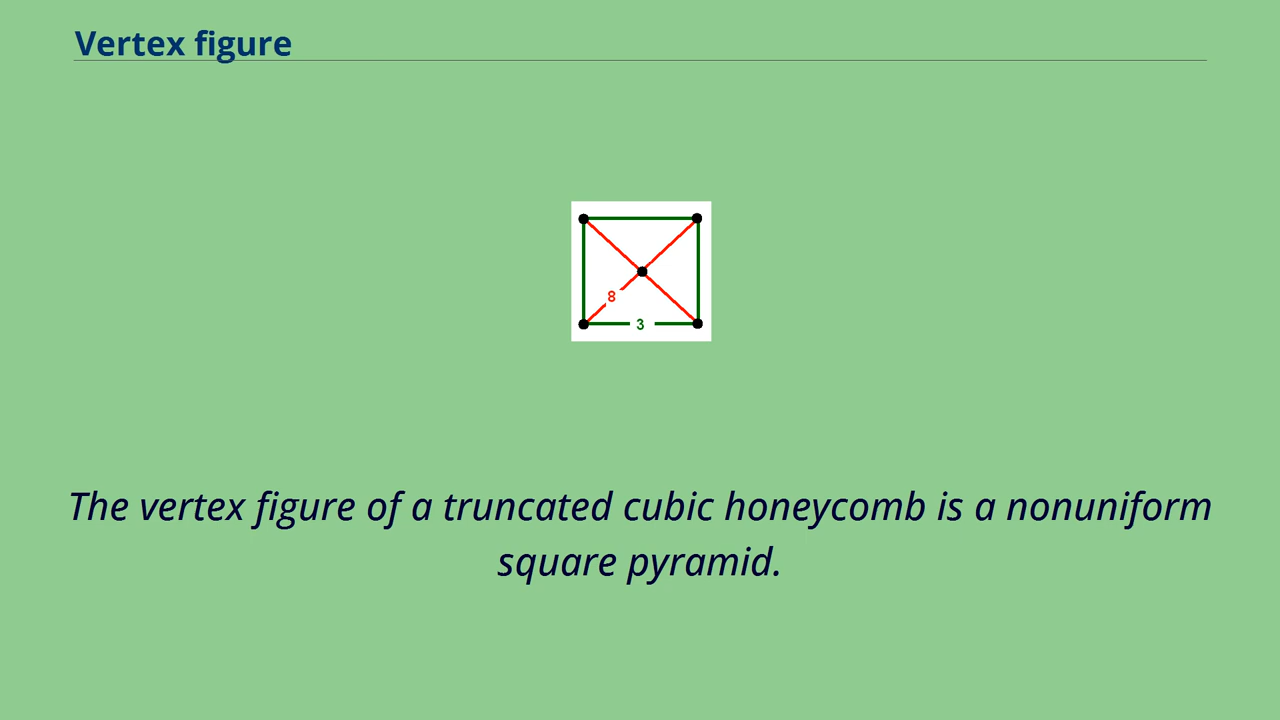 Vertex figure
8
3
The vertex figure of a truncated cubic honeycomb is a nonuniform
square pyramid.